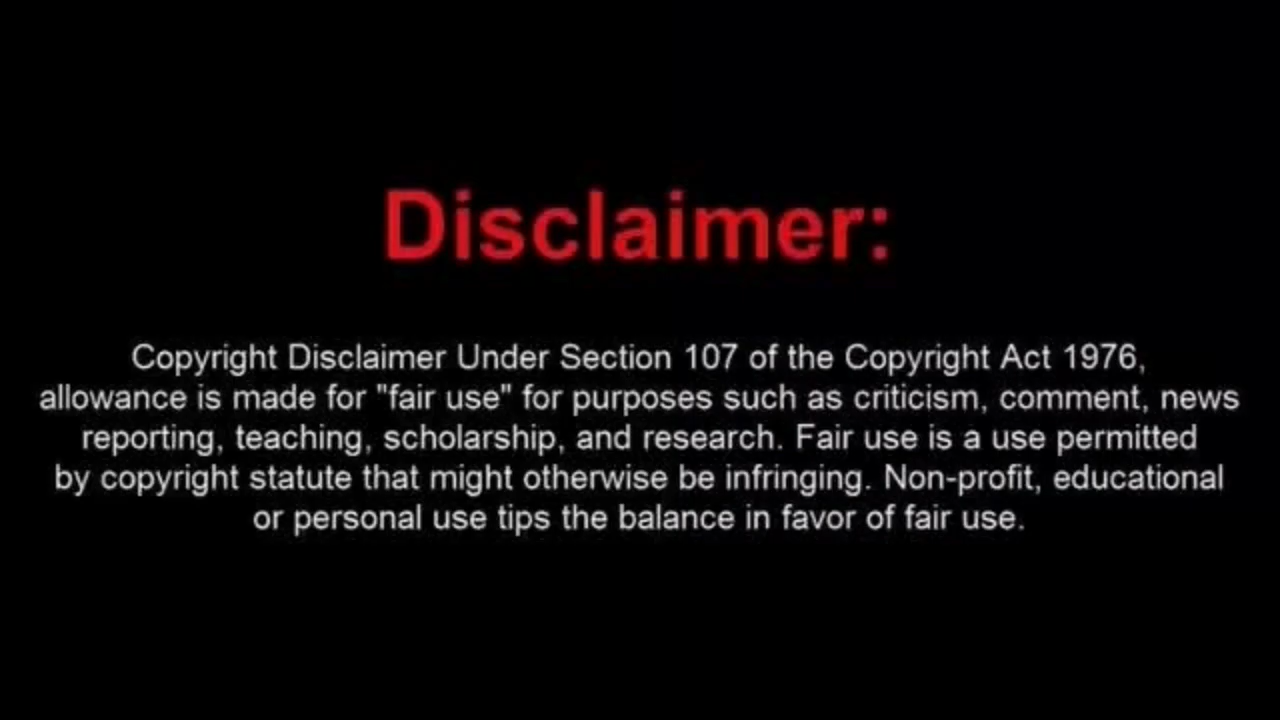 Disclaimer:
Copyright Disclaimer Under Section 107 of the Copyright Act 1976,
allowance is made for "fair use" for purposes such as criticism, comment, news
reporting, teaching, scholarship, and research. Fair use is a use permitted
by copyright statute that might otherwise be infringing. Non-profit, educational
or personal use tips the balance in favor of fair use.